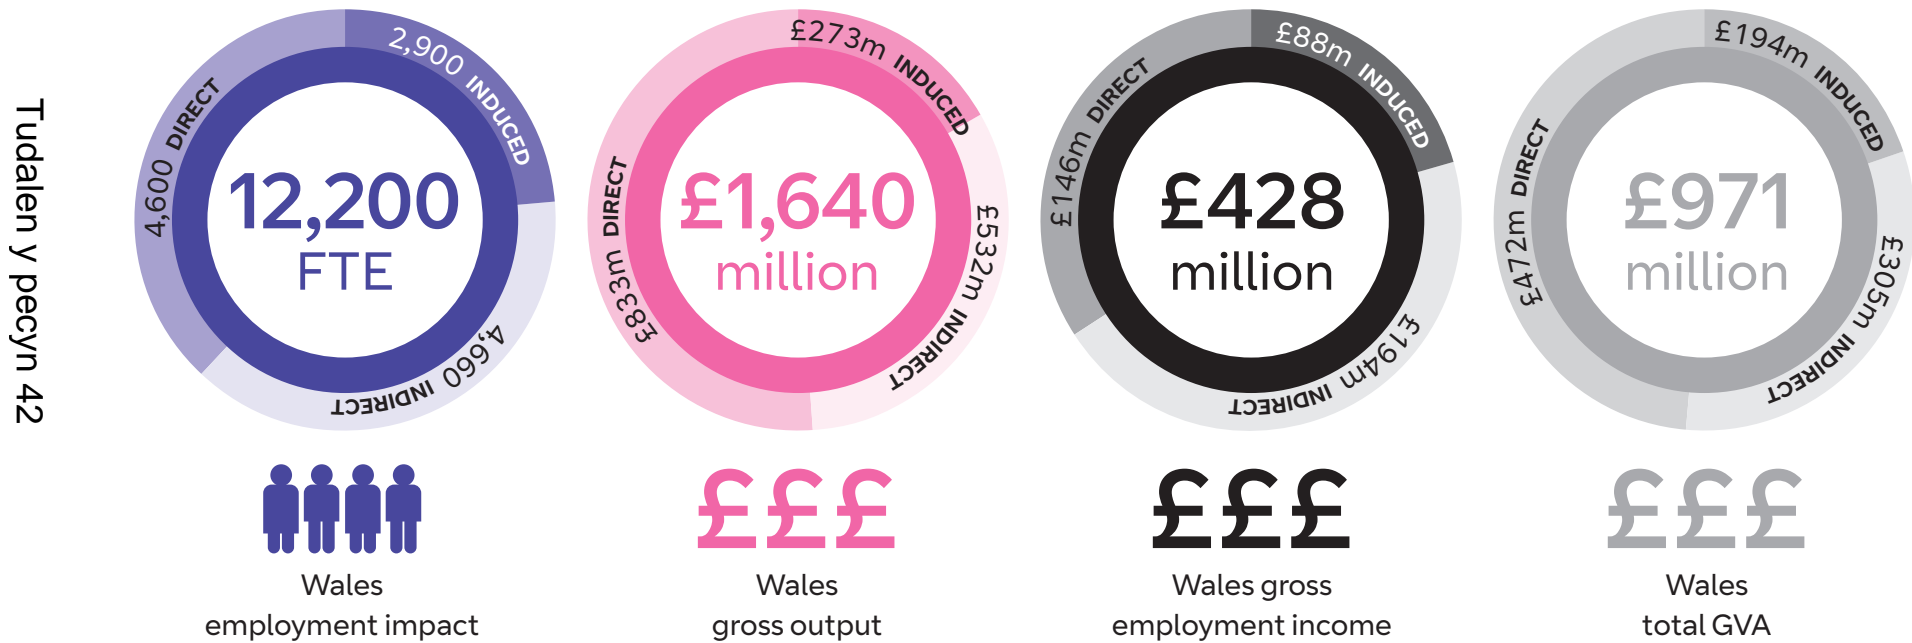 Tudalen y pecyn 42
4,600 DIRECT
2,900 INDUCED
4,660 INDIRECT
12,200
FTE
Wales
employment impact
£833m DIRECT
£273m INDUCED
£532m INDIRECT
£1,640
million
£££
Wales
gross output
£146m DIRECT
£88m INDUCED
£194m INDIRECT
£428
million
£££
Wales gross
employment income
£472m DIRECT
£194m INDUCED
£305m INDIRECT
£971
million
£££
Wales
total GVA